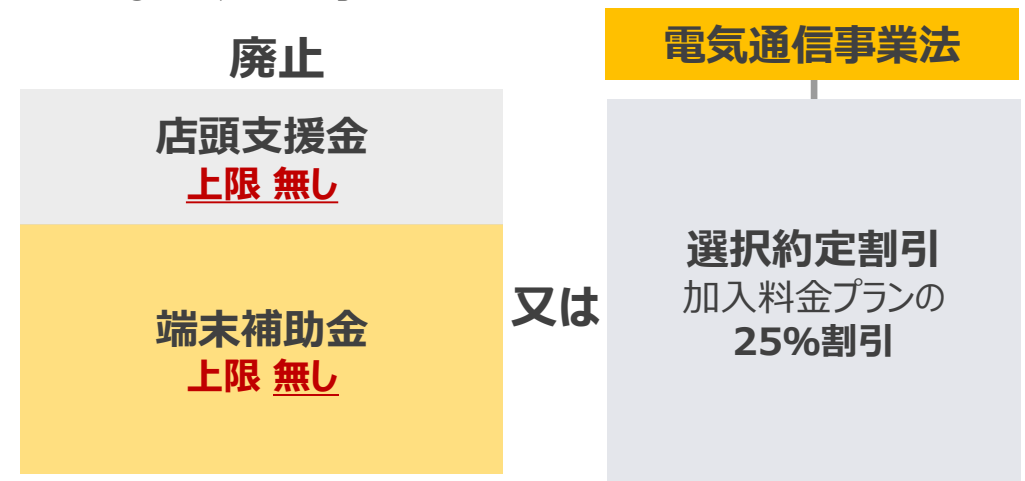 廃止
店頭支援金
上限 無し
端末補助金
上限 無し
又は
電気通信事業法
選択約定割引
加入料金プランの
25%割引